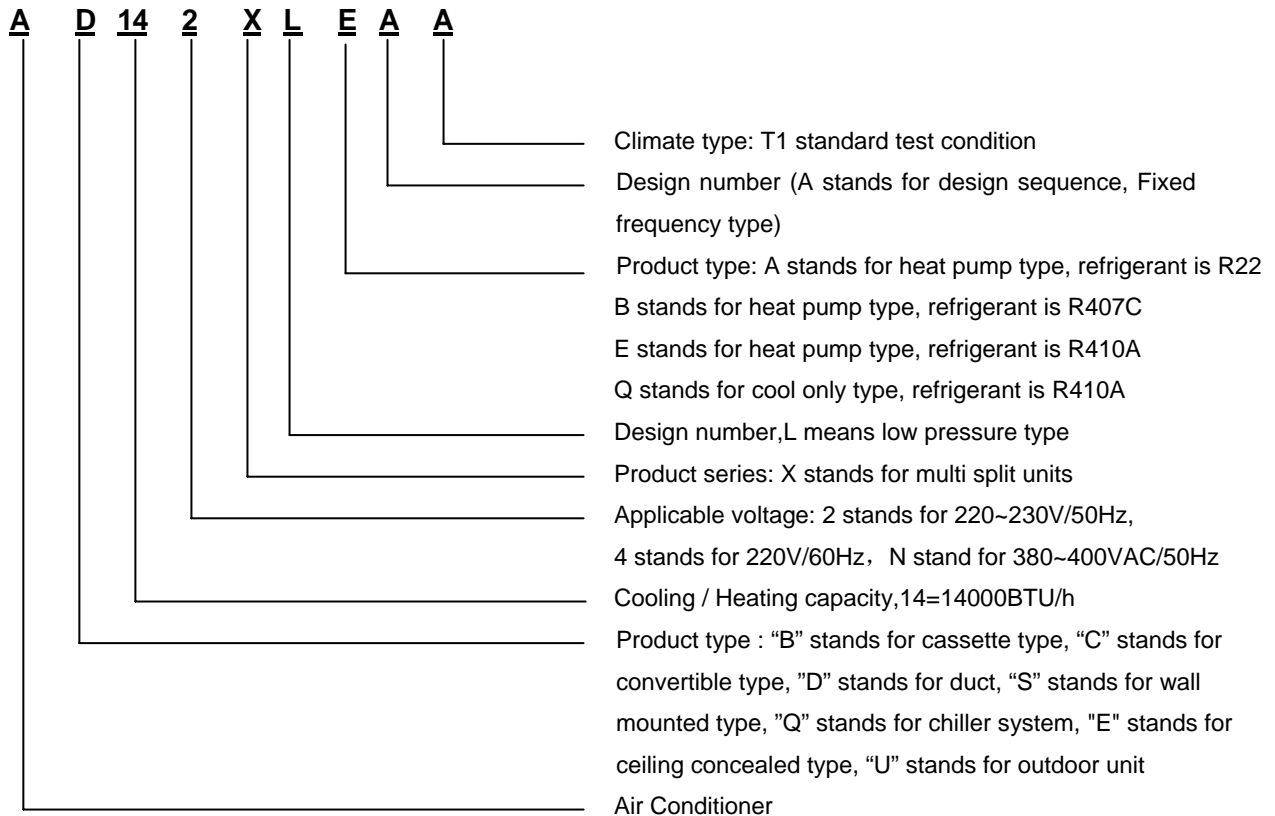 A D 14 2 X L E A A
Climate type: T1 standard test condition
Design number (A stands for design sequence, Fixed
frequency type)
Product type: A stands for heat pump type, refrigerant is R22
B stands for heat pump type, refrigerant is R407C
E stands for heat pump type, refrigerant is R410A
Q stands for cool only type, refrigerant is R410A
Design number,L means low pressure type
Product series: X stands for multi split units
Applicable voltage: 2 stands for 220~230V/50Hz,
4 stands for 220V/60Hz，N stand for 380~400VAC/50Hz
Cooling / Heating capacity,14=14000BTU/h
Product type : “B” stands for cassette type, “C” stands for
convertible type, ”D” stands for duct, “S” stands for wall
mounted type, ”Q” stands for chiller system, "E" stands for
ceiling concealed type, “U” stands for outdoor unit
Air Conditioner